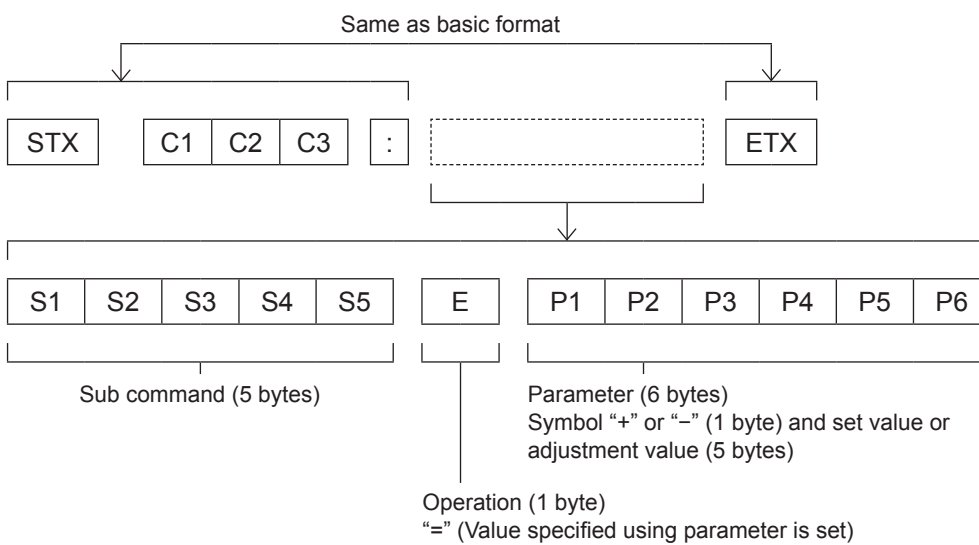 Same as basic format
STX C1 C2 C3 : ETX
S1 S2 S3 S4 S5 E P1 P2 P3 P4 P5 P6
Sub command (5 bytes)
Parameter (6 bytes)
Symbol “+” or “−” (1 byte) and set value or
adjustment value (5 bytes)
Operation (1 byte)
“=” (Value specified using parameter is set)